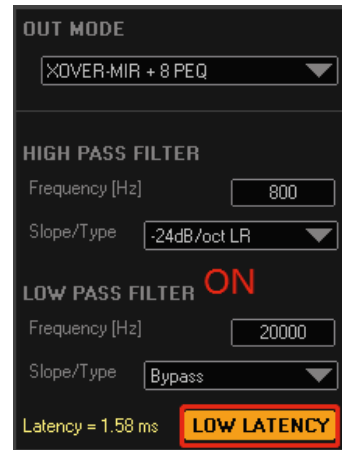 OUT MODE
XOVER-MIR + 8 PEQ
HIGH PASS FILTER
Frequency [Hz] 800
Slope/Type -24dB/oct LR
LOW PASS FILTER ON
Frequency [Hz] 20000
Slope/Type Bypass
Latency = 1.58 ms LOW LATENCY